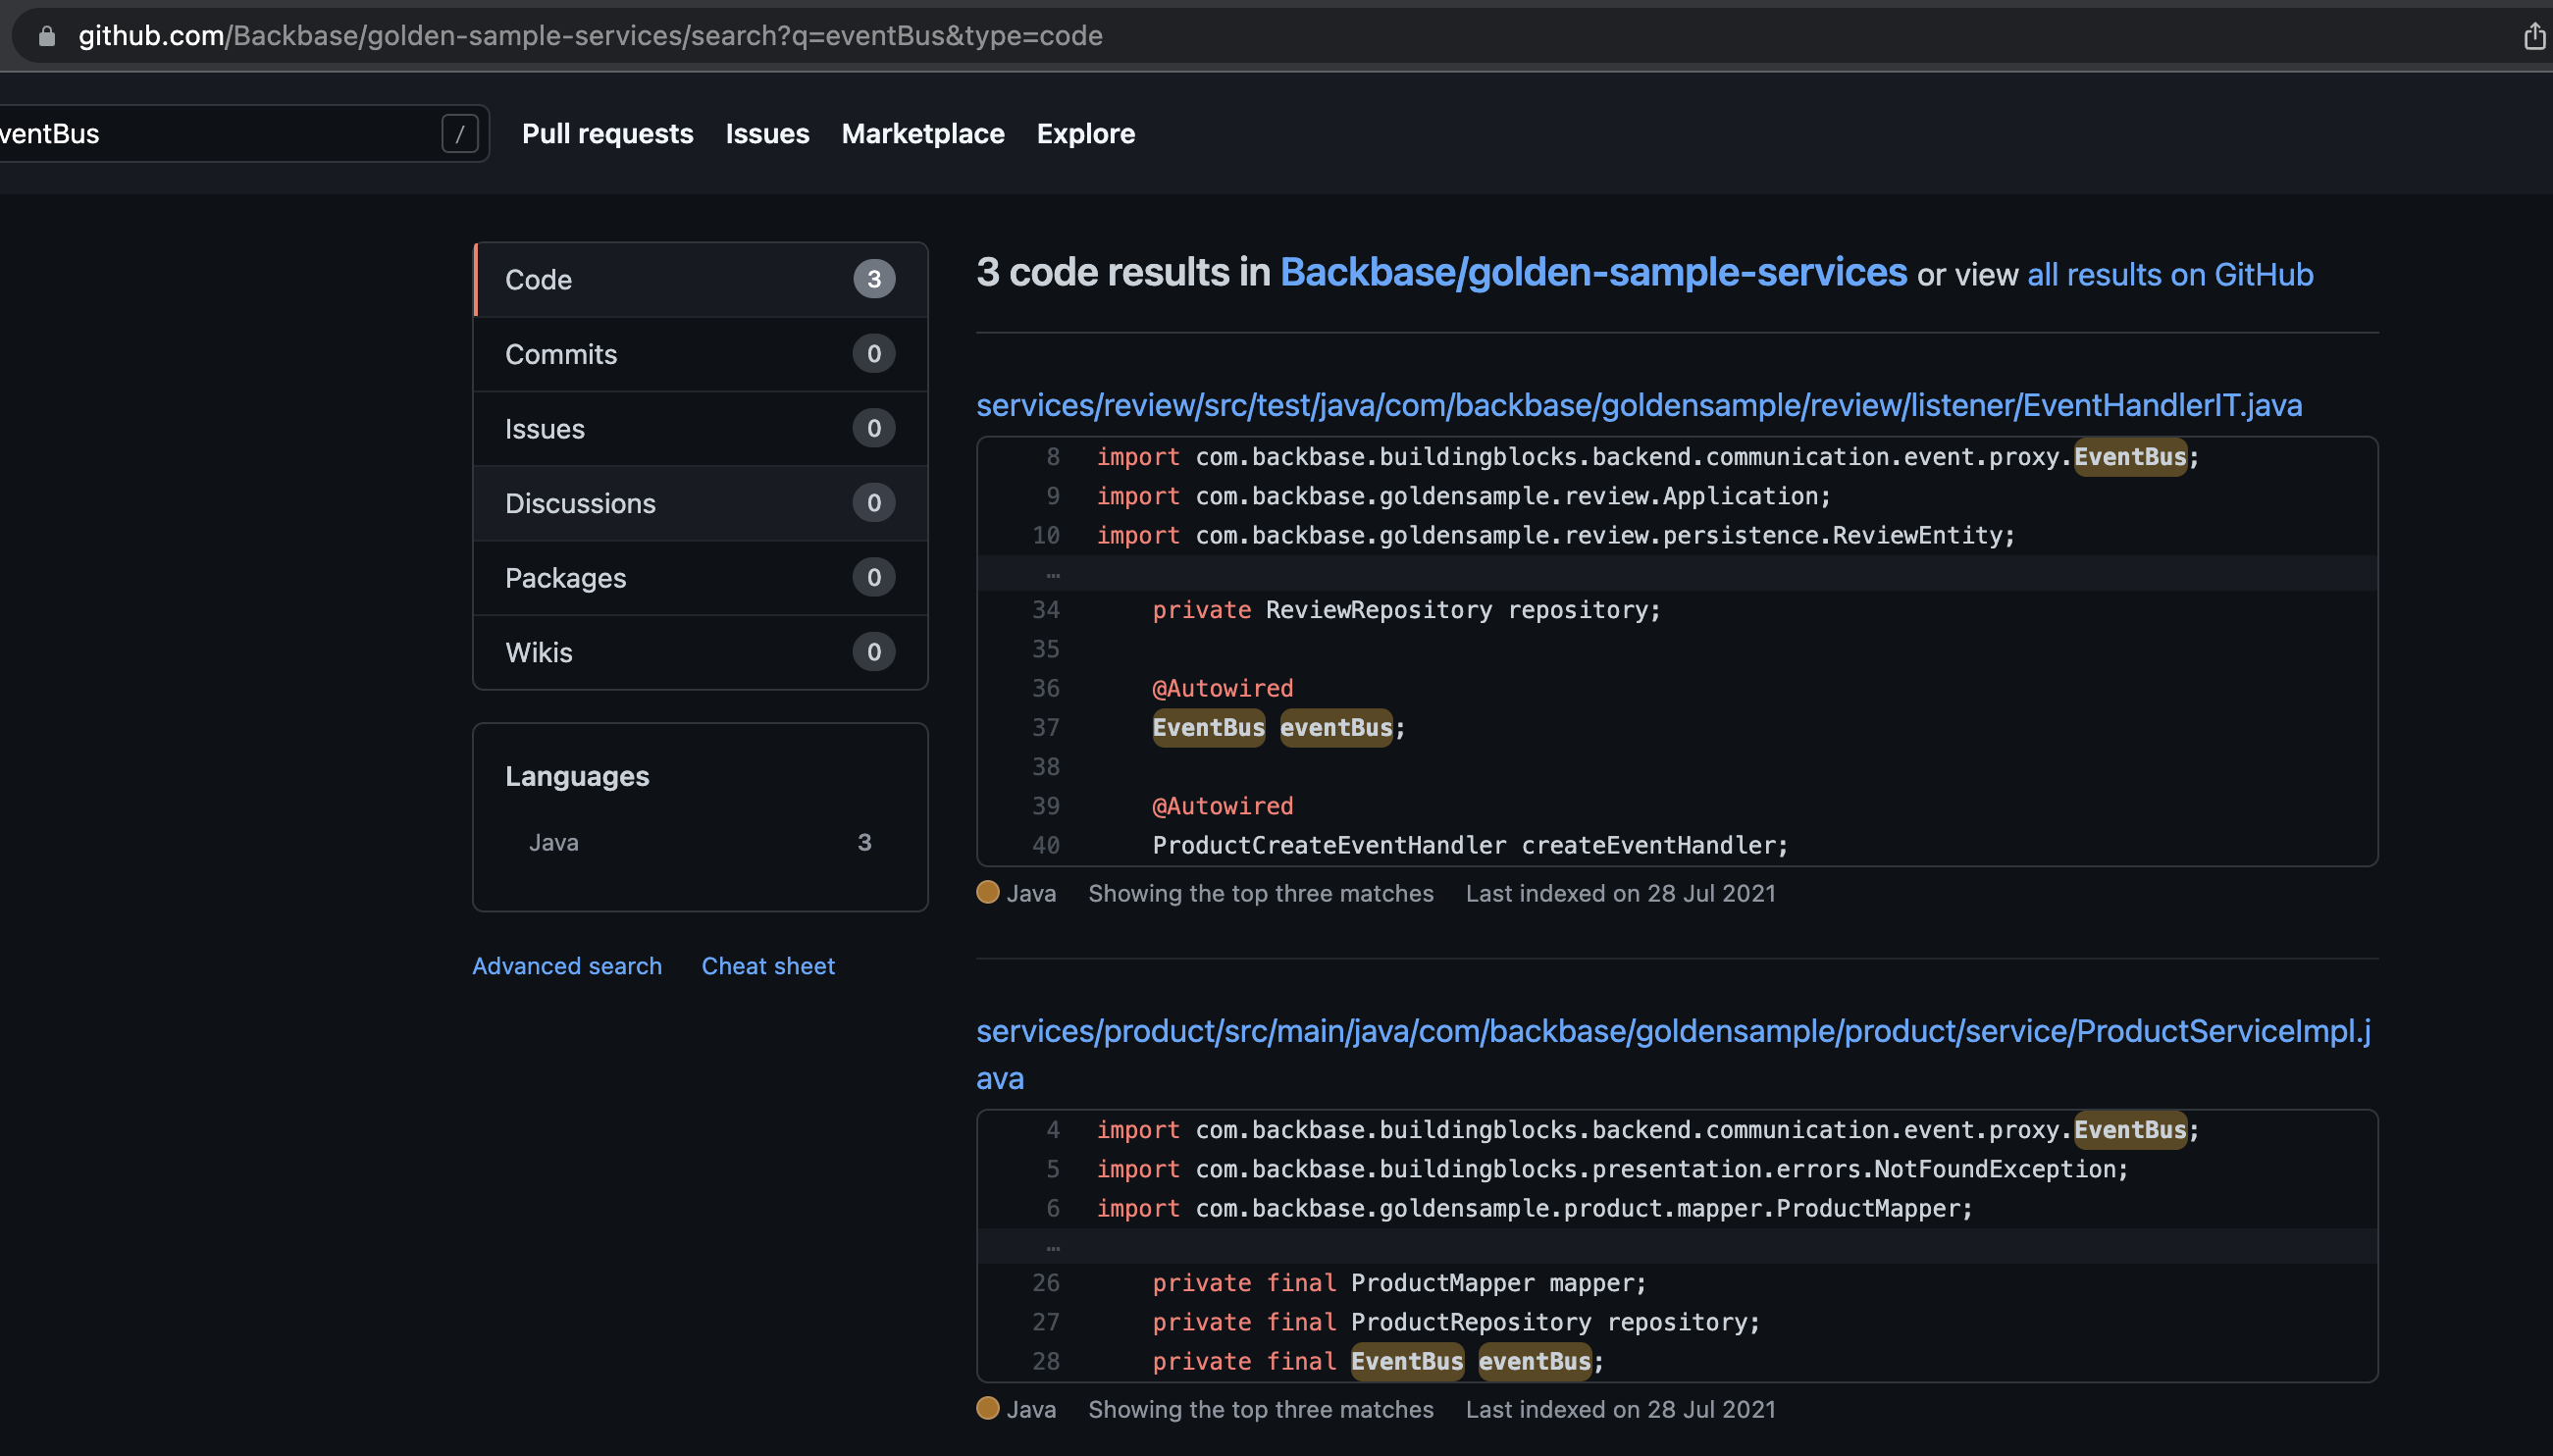 github.com/Backbase/golden-sample-services/search?q=eventBus&type=code
ventBus
/
Pull requests
Issues
Marketplace
Explore
Code 3
Commits 0
Issues 0
Discussions 0
Packages 0
Wikis 0
Languages
Java 3
Advanced search
Cheat sheet
3 code results in Backbase/golden-sample-services or view all results on GitHub
services/review/src/test/java/com/backbase/goldensample/review/listener/EventHandlerIT.java
8 import com.backbase.buildingblocks.backend.communication.event.proxy.EventBus;
9 import com.backbase.goldensample.review.Application;
10 import com.backbase.goldensample.review.persistence.ReviewEntity;
…
34 private ReviewRepository repository;
35
36 @Autowired
37 EventBus eventBus;
38
39 @Autowired
40 ProductCreateEventHandler createEventHandler;
Java Showing the top three matches Last indexed on 28 Jul 2021
services/product/src/main/java/com/backbase/goldensample/product/service/ProductServiceImpl.j
ava
4 import com.backbase.buildingblocks.backend.communication.event.proxy.EventBus;
5 import com.backbase.buildingblocks.presentation.errors.NotFoundException;
6 import com.backbase.goldensample.product.mapper.ProductMapper;
…
26 private final ProductMapper mapper;
27 private final ProductRepository repository;
28 private final EventBus eventBus;
Java Showing the top three matches Last indexed on 28 Jul 2021